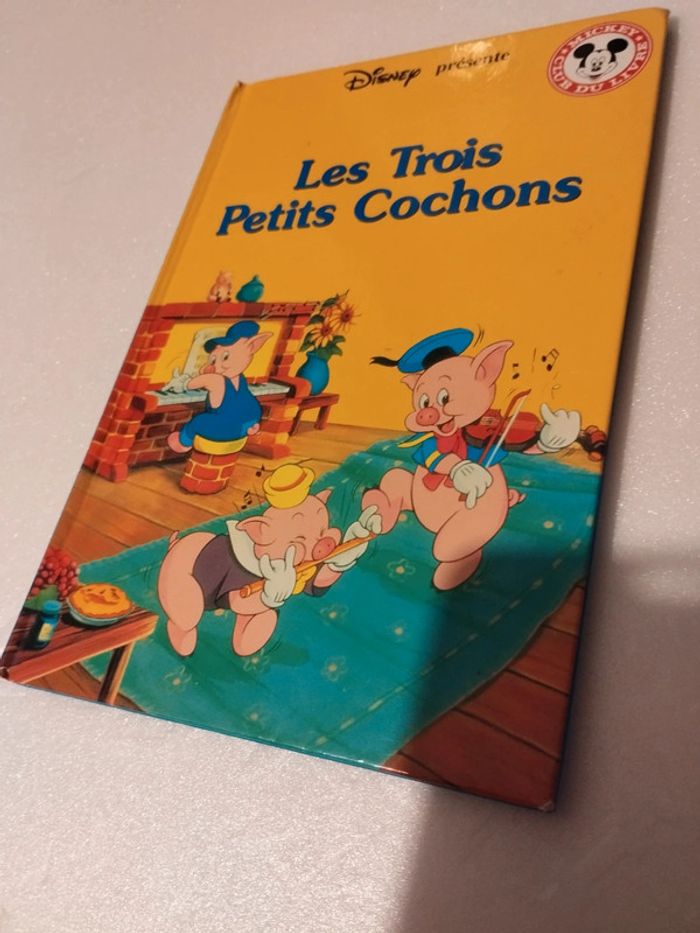 Disney présente
MICKEY
CLUB DU LIVRE
Les Trois
Petits Cochons